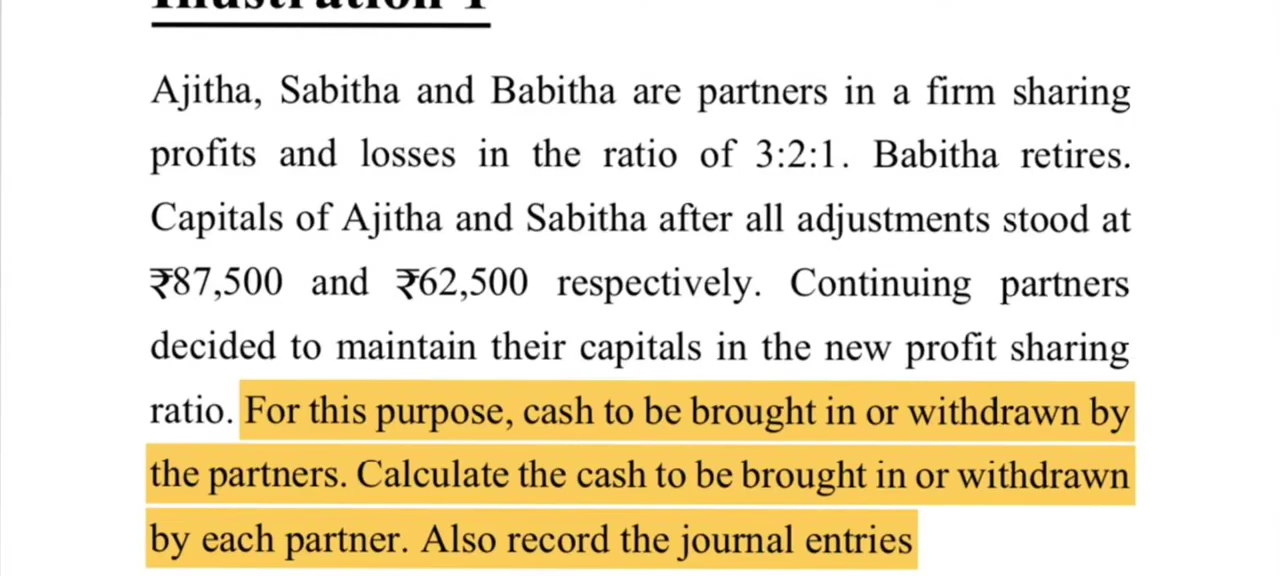 Illustration 1
Ajitha, Sabitha and Babitha are partners in a firm sharing
profits and losses in the ratio of 3:2:1. Babitha retires.
Capitals of Ajitha and Sabitha after all adjustments stood at
₹87,500 and ₹62,500 respectively. Continuing partners
decided to maintain their capitals in the new profit sharing
ratio. For this purpose, cash to be brought in or withdrawn by
the partners. Calculate the cash to be brought in or withdrawn
by each partner. Also record the journal entries